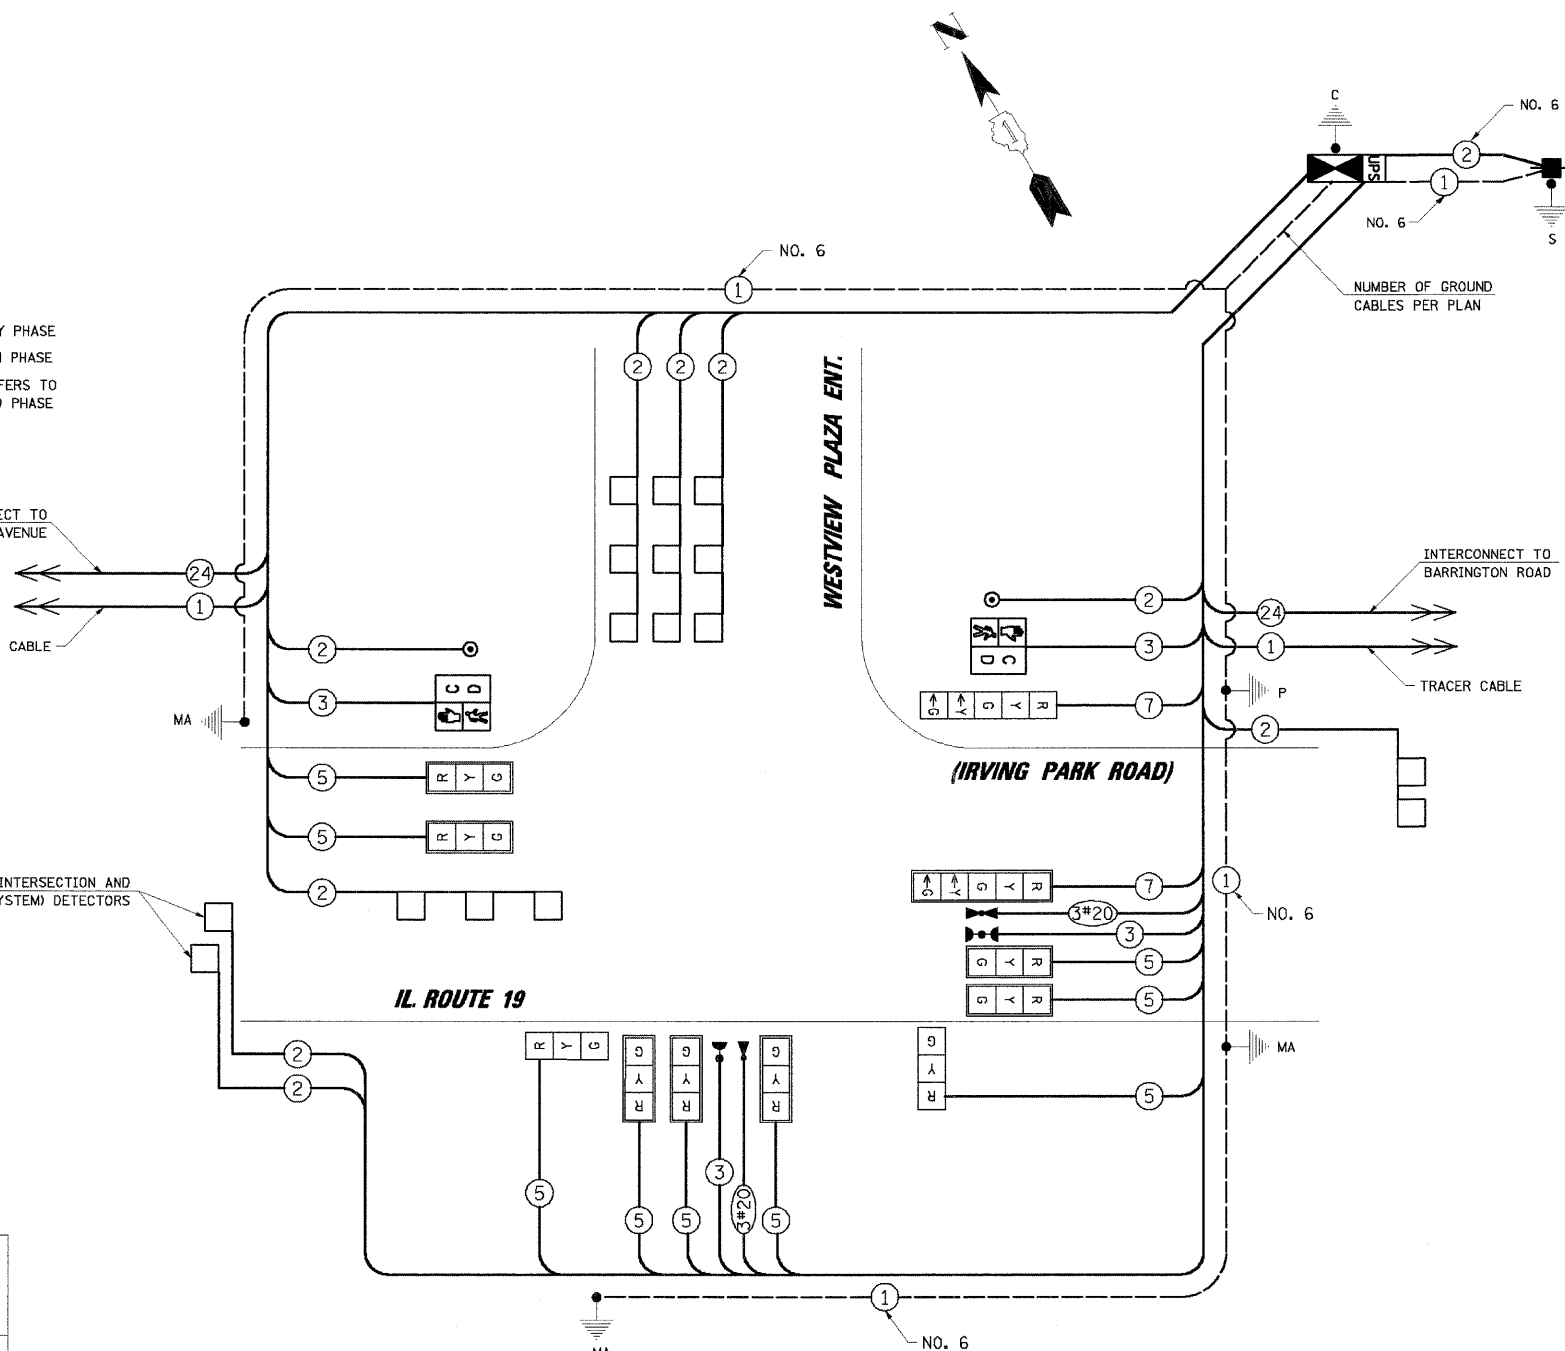 N
C
NO. 6
2
UPS
1
NO. 6
S
NO. 6
1
NUMBER OF GROUND
CABLES PER PLAN
Y PHASE
PHASE
FERS TO
PHASE
2
2
2
WESTVIEW PLAZA ENT.
ECT TO
AVENUE
24
1
CABLE
INTERCONNECT TO
BARRINGTON ROAD
2
24
3
1
D C
TRACER CABLE
2
3
C D
MA
G Y G Y R
7
P
2
(IRVING PARK ROAD)
5
R Y G
5
R Y G
INTERSECTION AND
YSTEM) DETECTORS
2
G Y G Y R
7
1
NO. 6
3#20
3
G Y R
5
G Y R
5
IL. ROUTE 19
2
2
R Y G
G Y R
G Y R
G Y R
G Y R
5
MA
5
5
5
3
3#20
5
1
NO. 6
MA